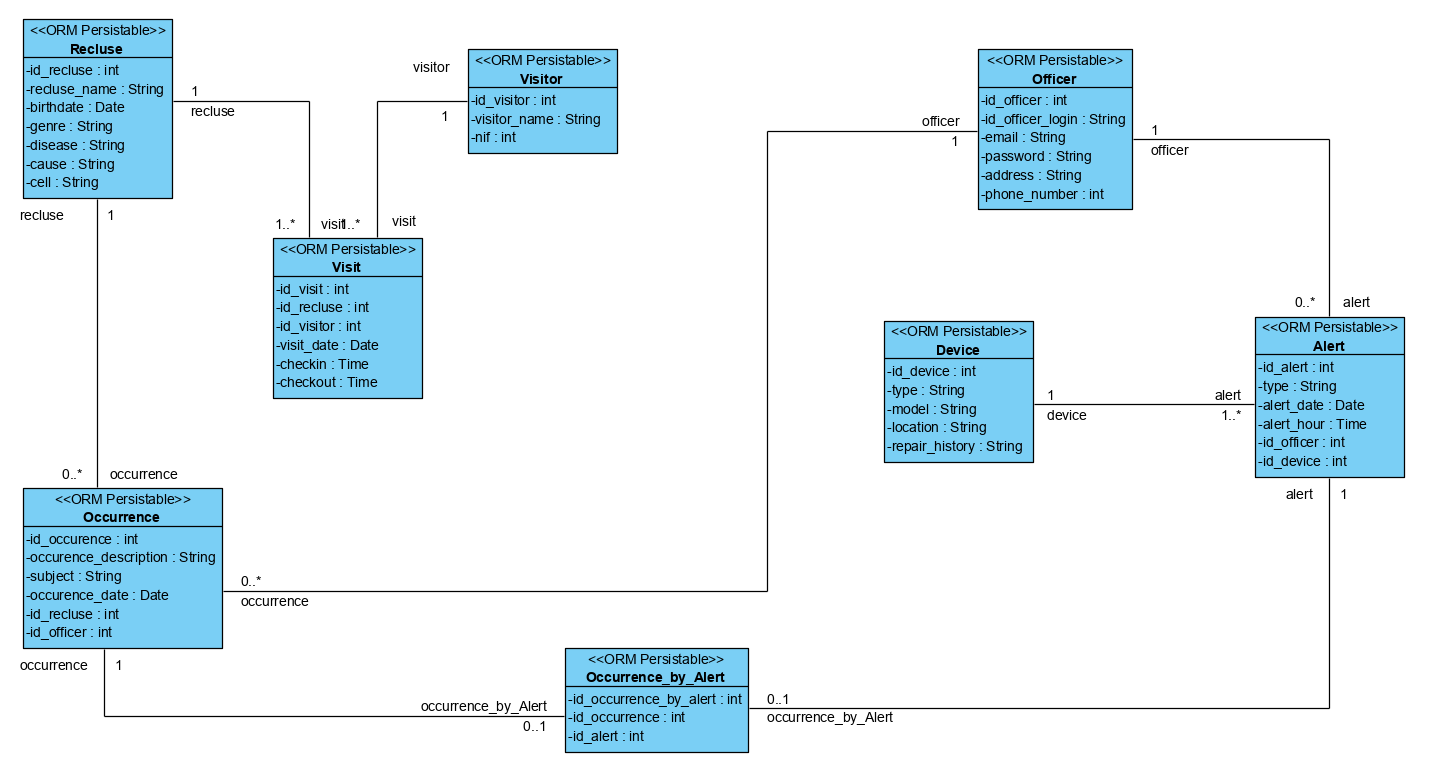 <<ORM Persistable>>
Recluse
-id_recluse : int
-recluse_name : String
-birthdate : Date
-genre : String
-disease : String
-cause : String
-cell : String
1
recluse
recluse
1
visitor
1
<<ORM Persistable>>
Visitor
-id_visitor : int
-visitor_name : String
-nif : int
1..*
visit
1..*
visit
<<ORM Persistable>>
Visit
-id_visit : int
-id_recluse : int
-id_visitor : int
-visit_date : Date
-checkin : Time
-checkout : Time
officer
1
<<ORM Persistable>>
Officer
-id_officer : int
-id_officer_login : String
-email : String
-password : String
-address : String
-phone_number : int
1
officer
0..*
alert
<<ORM Persistable>>
Device
-id_device : int
-type : String
-model : String
-location : String
-repair_history : String
1
device
alert
1..*
<<ORM Persistable>>
Alert
-id_alert : int
-type : String
-alert_date : Date
-alert_hour : Time
-id_officer : int
-id_device : int
alert
1
0..*
occurrence
<<ORM Persistable>>
Occurrence
-id_occurence : int
-occurence_description : String
-subject : String
-occurence_date : Date
-id_recluse : int
-id_officer : int
0..*
occurrence
occurrence
1
occurrence_by_Alert
0..1
<<ORM Persistable>>
Occurrence_by_Alert
-id_occurrence_by_alert : int
-id_occurrence : int
-id_alert : int
0..1
occurrence_by_Alert